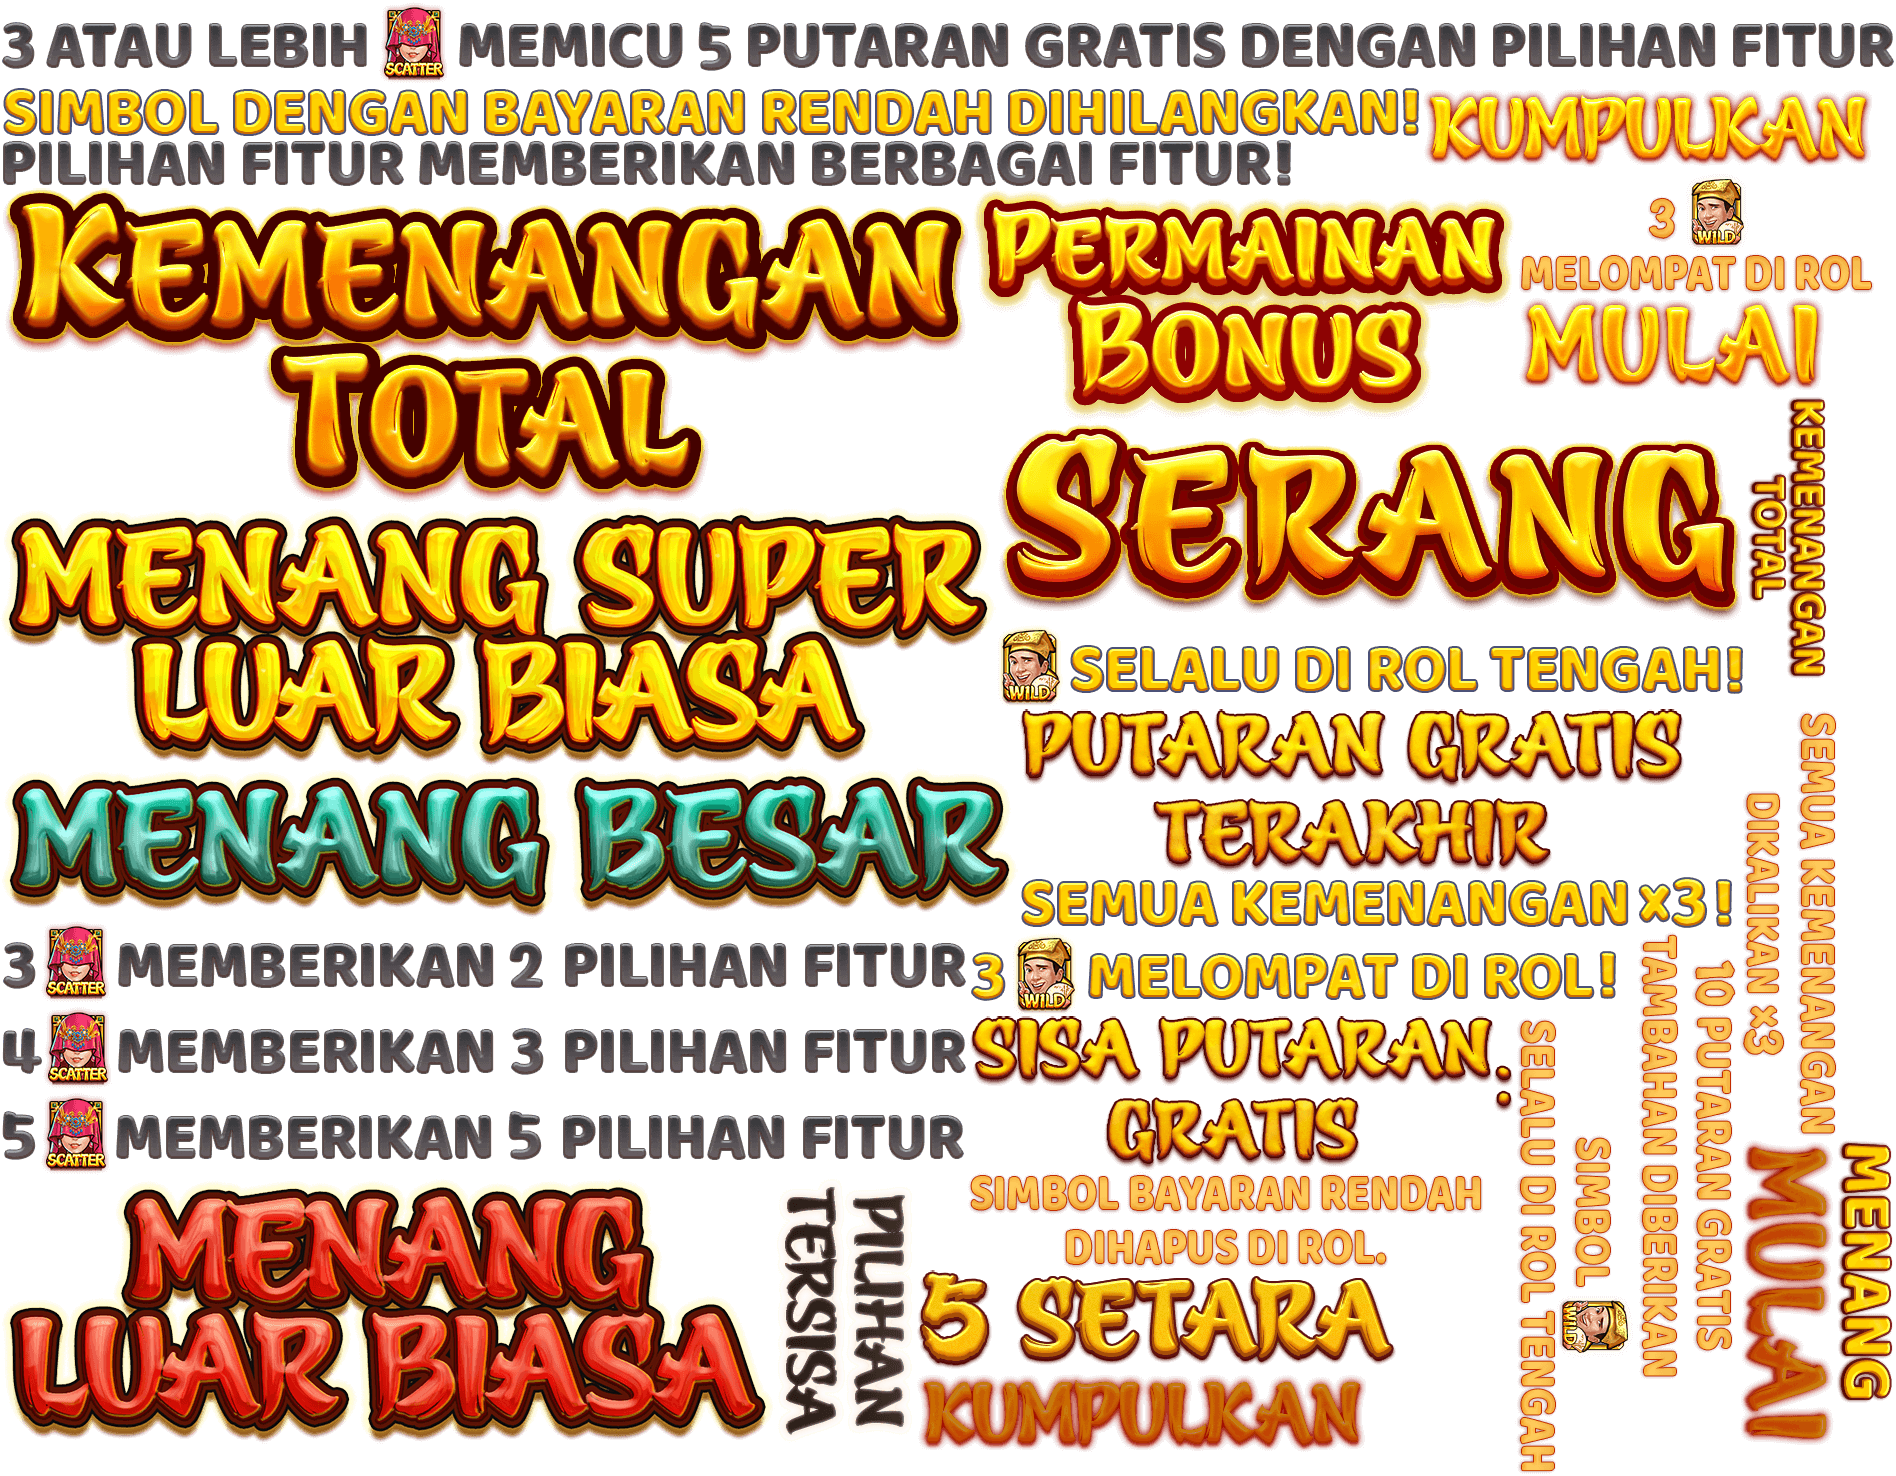 3 ATAU LEBIH SCATTER MEMICU 5 PUTARAN GRATIS DENGAN PILIHAN FITUR
SIMBOL DENGAN BAYARAN RENDAH DIHILANGKAN!
PILIHAN FITUR MEMBERIKAN BERBAGAI FITUR!
KUMPULKAN
KEMENANGAN
TOTAL
PERMAINAN
BONUS
3 WILD
MELOMPAT DI ROL
MULAI
KEMENANGAN
TOTAL
SERANG
MENANG SUPER
LUAR BIASA
WILD SELALU DI ROL TENGAH!
PUTARAN GRATIS
TERAKHIR
SEMUA KEMENANGAN
DIKALIKAN ×3
MENANG BESAR
SEMUA KEMENANGAN ×3!
3 SCATTER MEMBERIKAN 2 PILIHAN FITUR
4 SCATTER MEMBERIKAN 3 PILIHAN FITUR
5 SCATTER MEMBERIKAN 5 PILIHAN FITUR
3 WILD MELOMPAT DI ROL!
SISA PUTARAN
GRATIS
:
10 PUTARAN GRATIS
TAMBAHAN DIBERIKAN
SIMBOL WILD
SELALU DI ROL TENGAH
SIMBOL BAYARAN RENDAH
DIHAPUS DI ROL.
MENANG
MULAI
MENANG
LUAR BIASA
PILIHAN
TERSISA
5 SETARA
KUMPULKAN